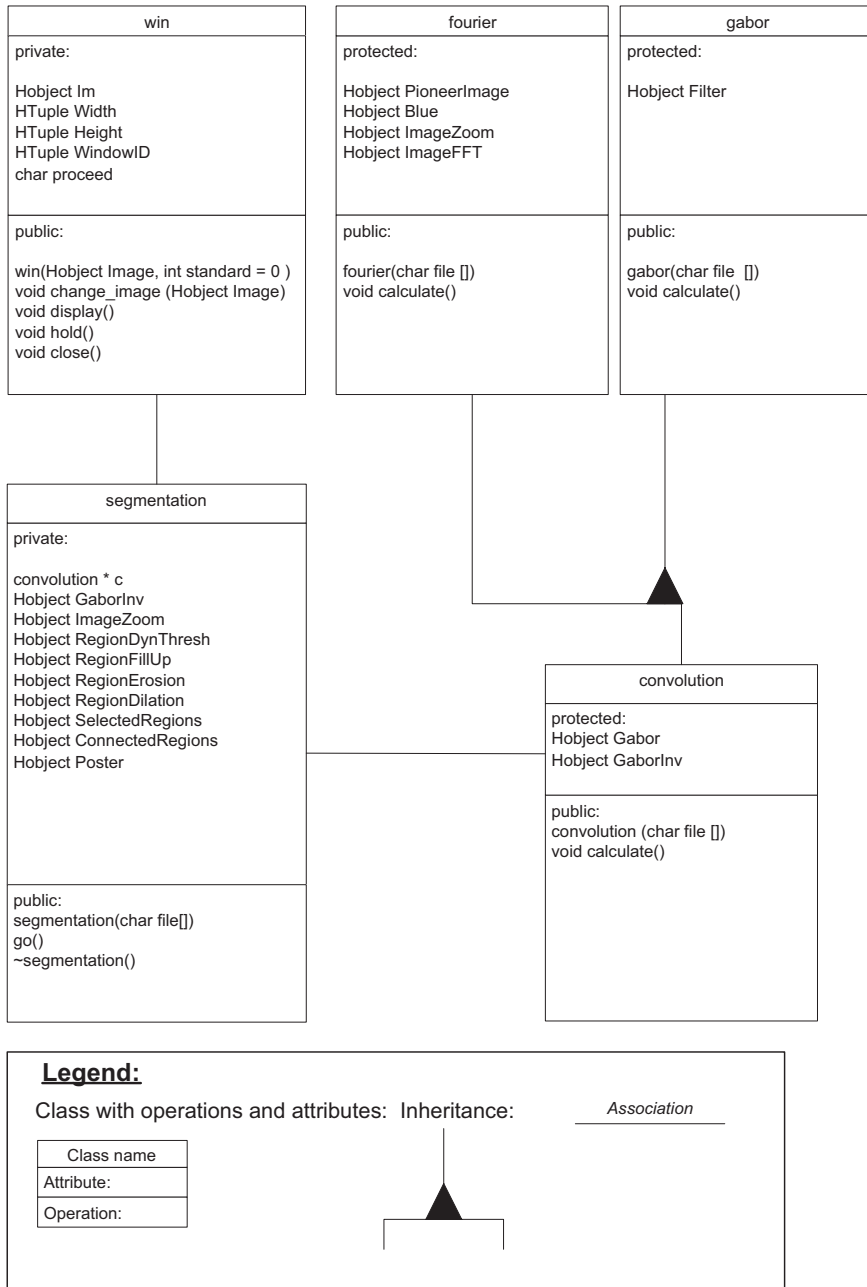 win
private:
Hobject Im
HTuple Width
HTuple Height
HTuple WindowID
char proceed
public:
win(Hobject Image, int standard = 0 )
void change_image (Hobject Image)
void display()
void hold()
void close()
fourier
protected:
Hobject PioneerImage
Hobject Blue
Hobject ImageZoom
Hobject ImageFFT
public:
fourier(char file [])
void calculate()
gabor
protected:
Hobject Filter
public:
gabor(char file  [])
void calculate()
segmentation
private:
convolution * c
Hobject GaborInv
Hobject ImageZoom
Hobject RegionDynThresh
Hobject RegionFillUp
Hobject RegionErosion
Hobject RegionDilation
Hobject SelectedRegions
Hobject ConnectedRegions
Hobject Poster
public:
segmentation(char file[])
go()
~segmentation()
convolution
protected:
Hobject Gabor
Hobject GaborInv
public:
convolution (char file [])
void calculate()
Legend:
Class with operations and attributes:
Inheritance:
Association
Class name
Attribute:
Operation: